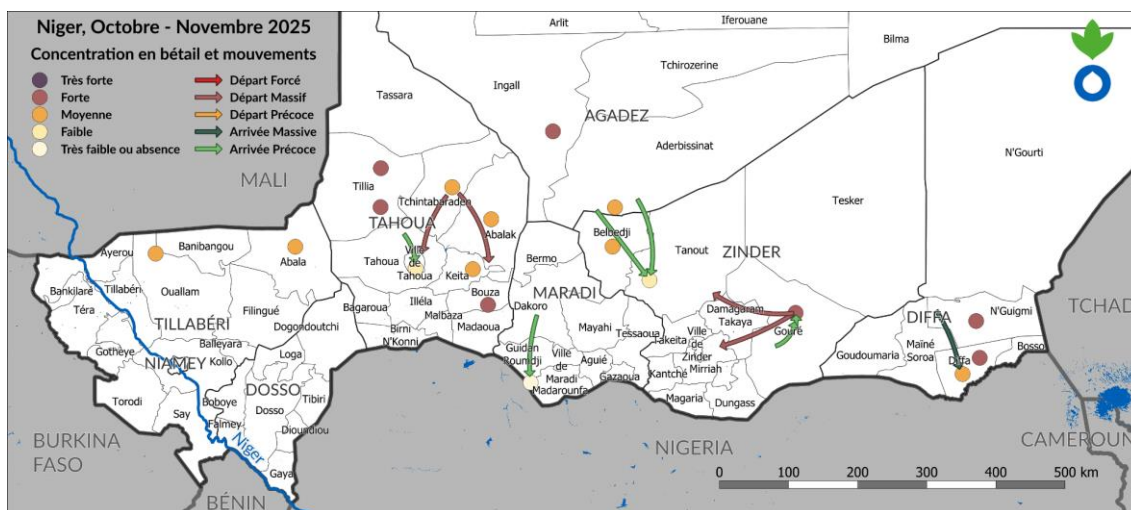 Niger, Octobre - Novembre 2025
Concentration en bétail et mouvements
Très forte
Départ Forcé
Forte
Départ Massif
Moyenne
Départ Précoce
Faible
Arrivée Massive
Très faible ou absence
Arrivée Précoce
Arlit
Iferouane
Bilma
Tchirozerine
Ingall
Tassara
AGADEZ
Aderbissinat
N'Gourti
MALI
Tillia
Tchintabaraden
Tesker
TAHOUA
Abalak
Belbedji
Tanout
ZINDER
Ayerou
Banibangou
Abala
Tahoua
Ville
de
Tahoua
Keita
Bermo
Bankilaré
Tillabéri
Ouallam
Filingué
Bouza
MARADI
Dakoro
Damagaram
Takaya
Gouré
DIFFA
N'Guigmi
TCHAD
Téra
Bagaroua
Illéla
Malbaza
Madaoua
Mayahi
Tessaoua
Takeita
TILLABÉRI
Dogondoutchi
Birni
N'Konni
Ville
de
Zinder
Mirriah
Goudoumaria
Maïné
Soroa
Diffa
Bosso
Gotheye
Balleyara
Guidan
Roundji
Ville
de
Maradi
Aguié
Gazaoua
Kantché
NIAMEY
Kollo
Loga
Madarounfa
Magaria
Dungass
Torodi
Say
Boboye
DOSSO
Tibiri
Dosso
Falmey
Dioundiou
Niger
Gaya
BURKINA
FASO
BÉNIN
NIGERIA
CAMEROUN
0
100
200
300
400
500 km